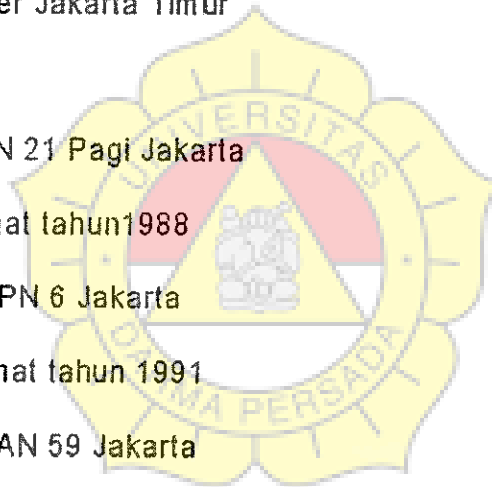 er Jakarta Timur
N 21 Pagi Jakarta
at tahun1988
PN 6 Jakarta
nat tahun 1991
AN 59 Jakarta
UNIVERSITAS
DARMA PERSADA